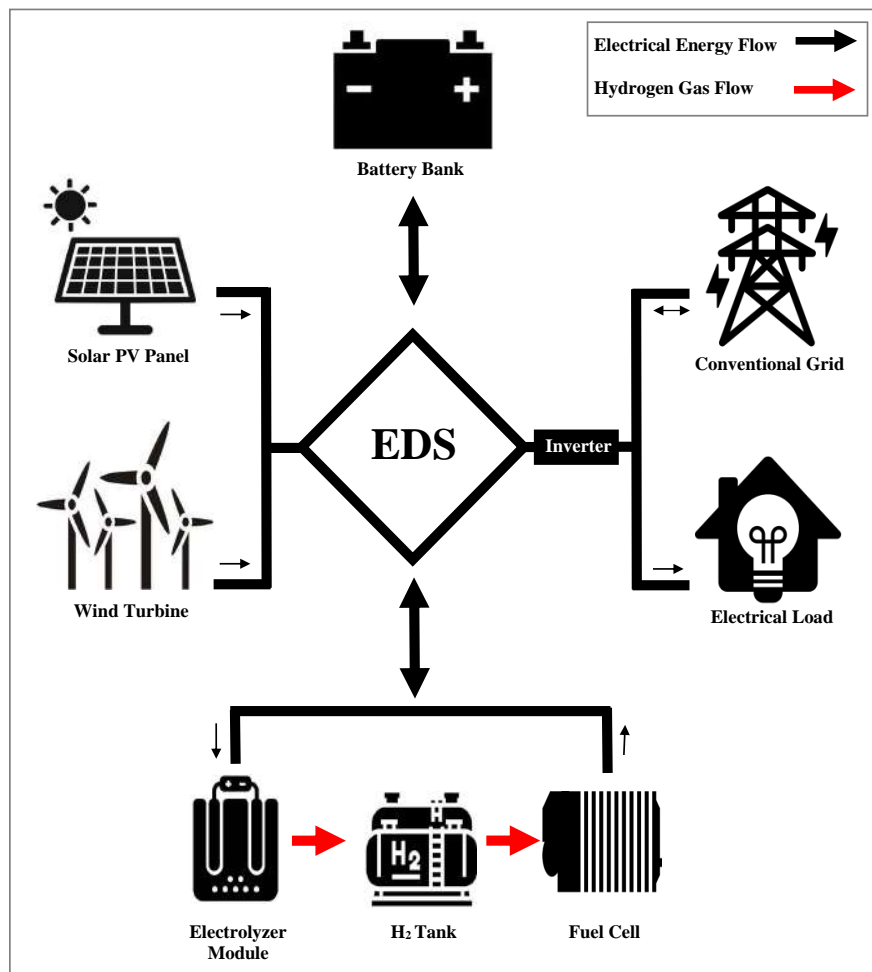 Electrical Energy Flow
Hydrogen Gas Flow
− +
Battery Bank
Solar PV Panel
Conventional Grid
EDS
Inverter
Wind Turbine
Electrical Load
H₂
H
Electrolyzer
Module
H₂ Tank
Fuel Cell